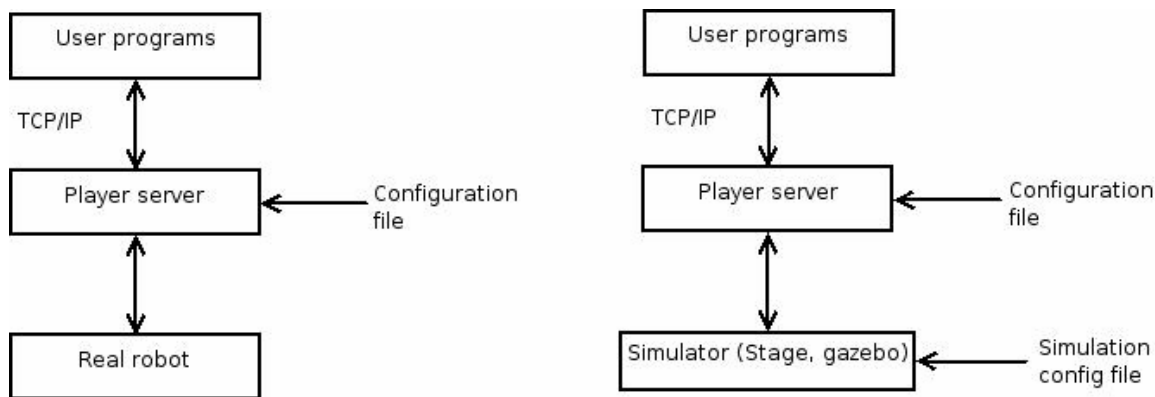 User programs
TCP/IP
Player server
Configuration
file
Real robot
User programs
TCP/IP
Player server
Configuration
file
Simulator (Stage, gazebo)
Simulation
config file